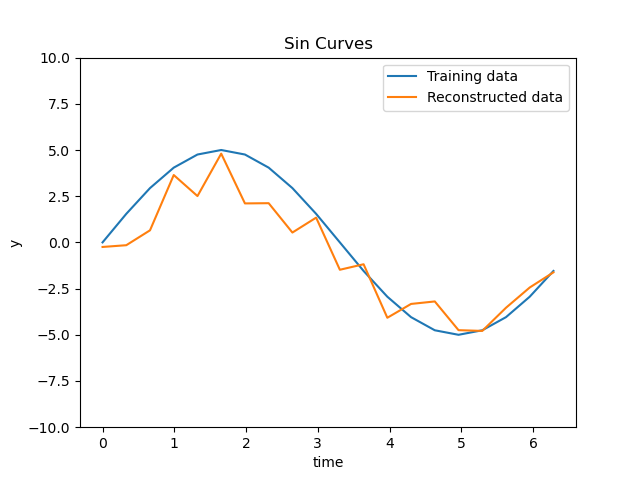 Sin Curves
Training data
Reconstructed data
10.0
7.5
5.0
2.5
0.0
−2.5
−5.0
−7.5
−10.0
y
0 1 2 3 4 5 6
time